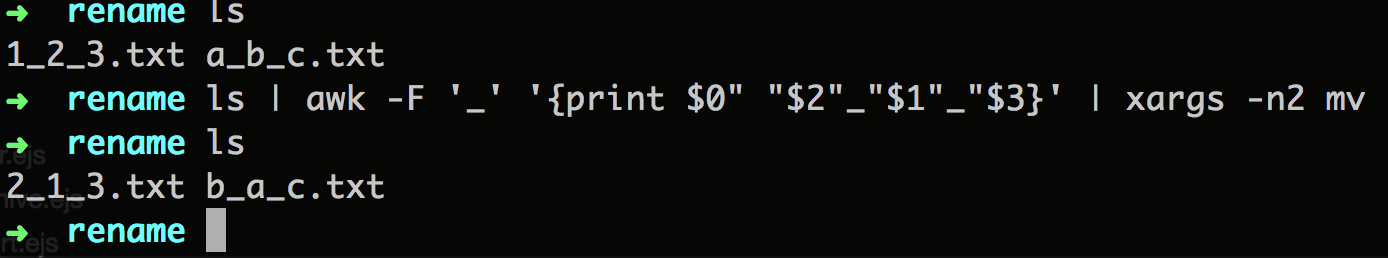 ➜ rename ls
1_2_3.txt a_b_c.txt
➜ rename ls | awk -F '_' '{print $0" "$2"_"$1"_"$3}' | xargs -n2 mv
➜ rename ls
2_1_3.txt b_a_c.txt
➜ rename